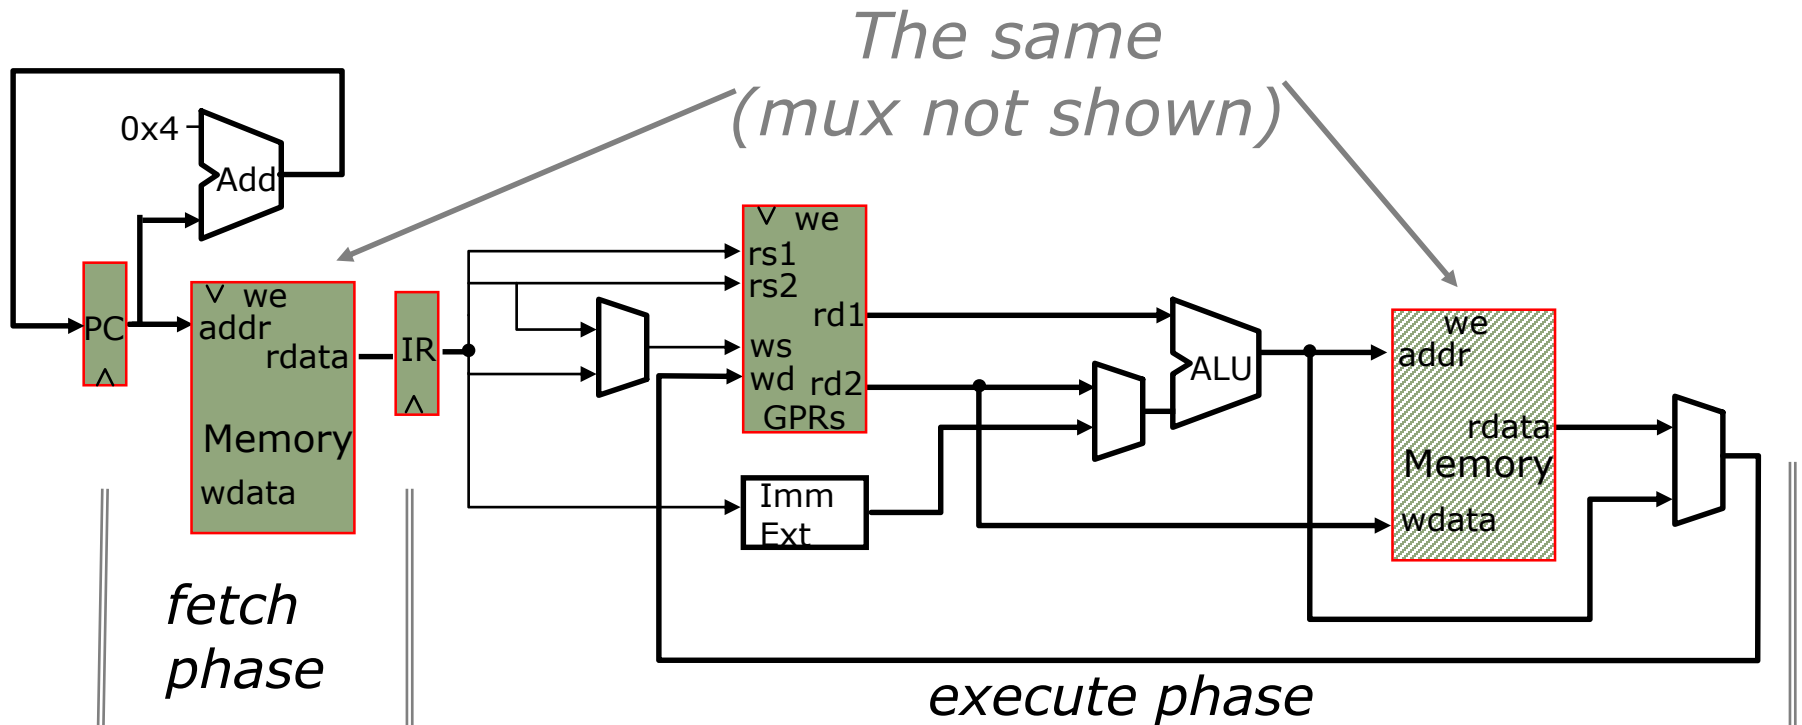 The same
(mux not shown)
0x4
Add
PC
we
addr
rdata
Memory
wdata
IR
we
rs1
rs2
rd1
ws
wd
rd2
GPRs
Imm
Ext
ALU
we
addr
rdata
Memory
wdata
fetch
phase
execute phase